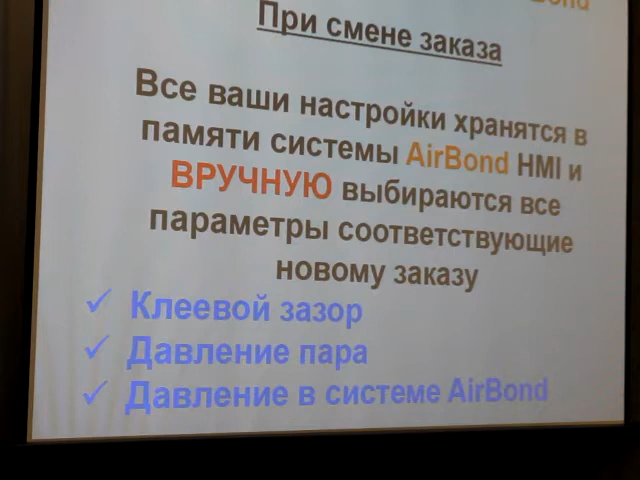 При смене заказа
Все ваши настройки хранятся в
памяти системы AirBond HMI и
ВРУЧНУЮ выбираются все
параметры соответствующие
новому заказу
✓ Клеевой зазор
✓ Давление пара
✓ Давление в системе AirBond